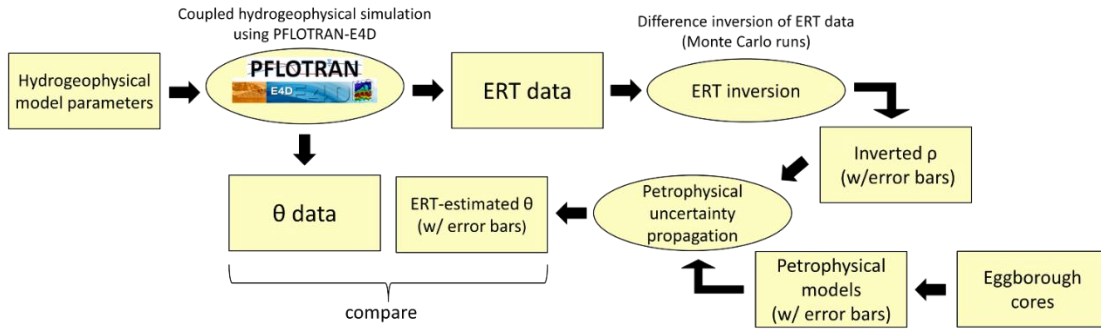 Coupled hydrogeophysical simulation
using PFLOTRAN-E4D
Difference inversion of ERT data
(Monte Carlo runs)
Hydrogeophysical
model parameters
PFLOTRAN
E4D
ERT data
ERT inversion
Inverted ρ
(w/error bars)
θ data
ERT-estimated θ
(w/ error bars)
Petrophysical
uncertainty
propagation
Petrophysical
models
(w/ error bars)
Eggborough
cores
compare